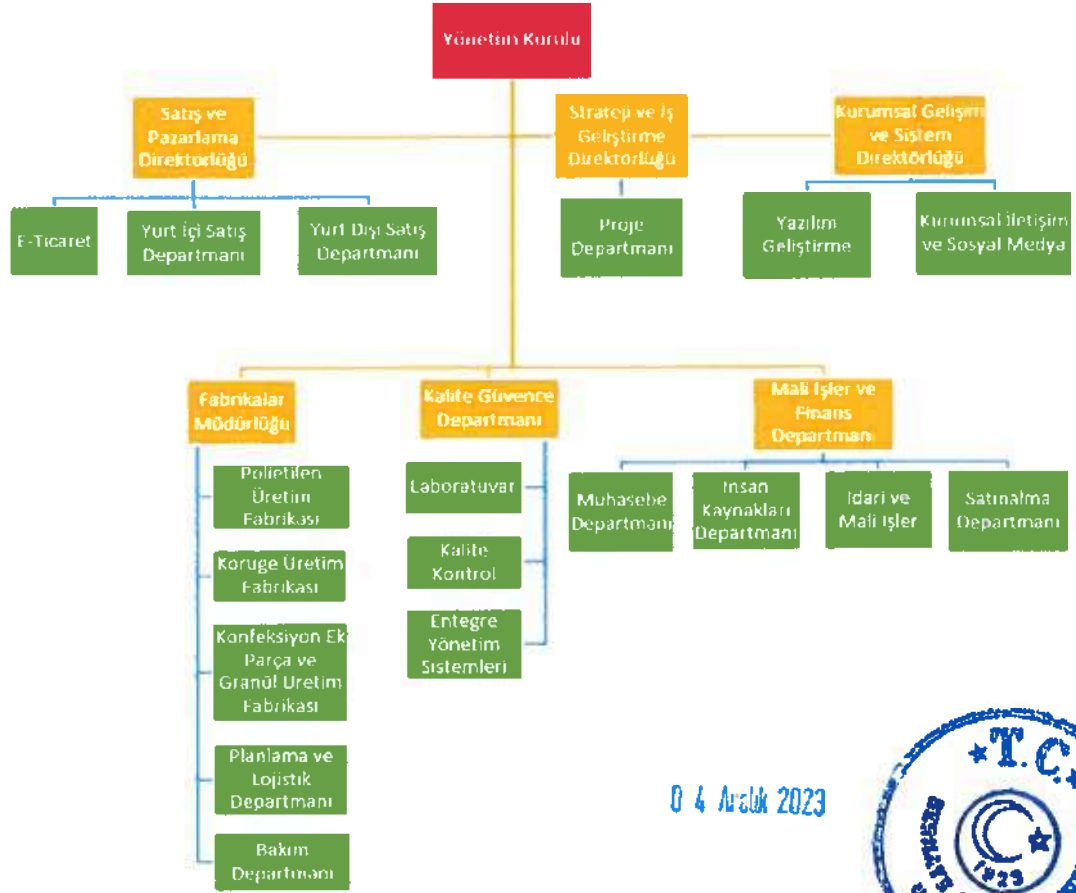 Yönetim Kurulu
Satış ve
Pazarlama
Direktörlüğü
Strateji ve İş
Geliştirme
Direktörlüğü
Kurumsal Gelişim
ve Sistem
Direktörlüğü
E-Ticaret
Yurt İçi Satış
Departmanı
Yurt Dışı Satış
Departmanı
Proje
Departmanı
Yazılım
Geliştirme
Kurumsal İletişim
ve Sosyal Medya
Fabrikalar
Müdürlüğü
Kalite Güvence
Departmanı
Mali İşler ve
Finans
Departmanı
Polietilen
Üretim
Fabrikası
Koruge Üretim
Fabrikası
Konfeksiyon Ek
Parça ve
Granül Üretim
Fabrikası
Planlama ve
Lojistik
Departmanı
Bakım
Departmanı
Laboratuvar
Kalite
Kontrol
Entegre
Yönetim
Sistemleri
Muhasebe
Departmanı
İnsan
Kaynakları
Departmanı
İdari ve
Mali İşler
Satınalma
Departmanı
0 4 Aralık 2023
T.C.
1923